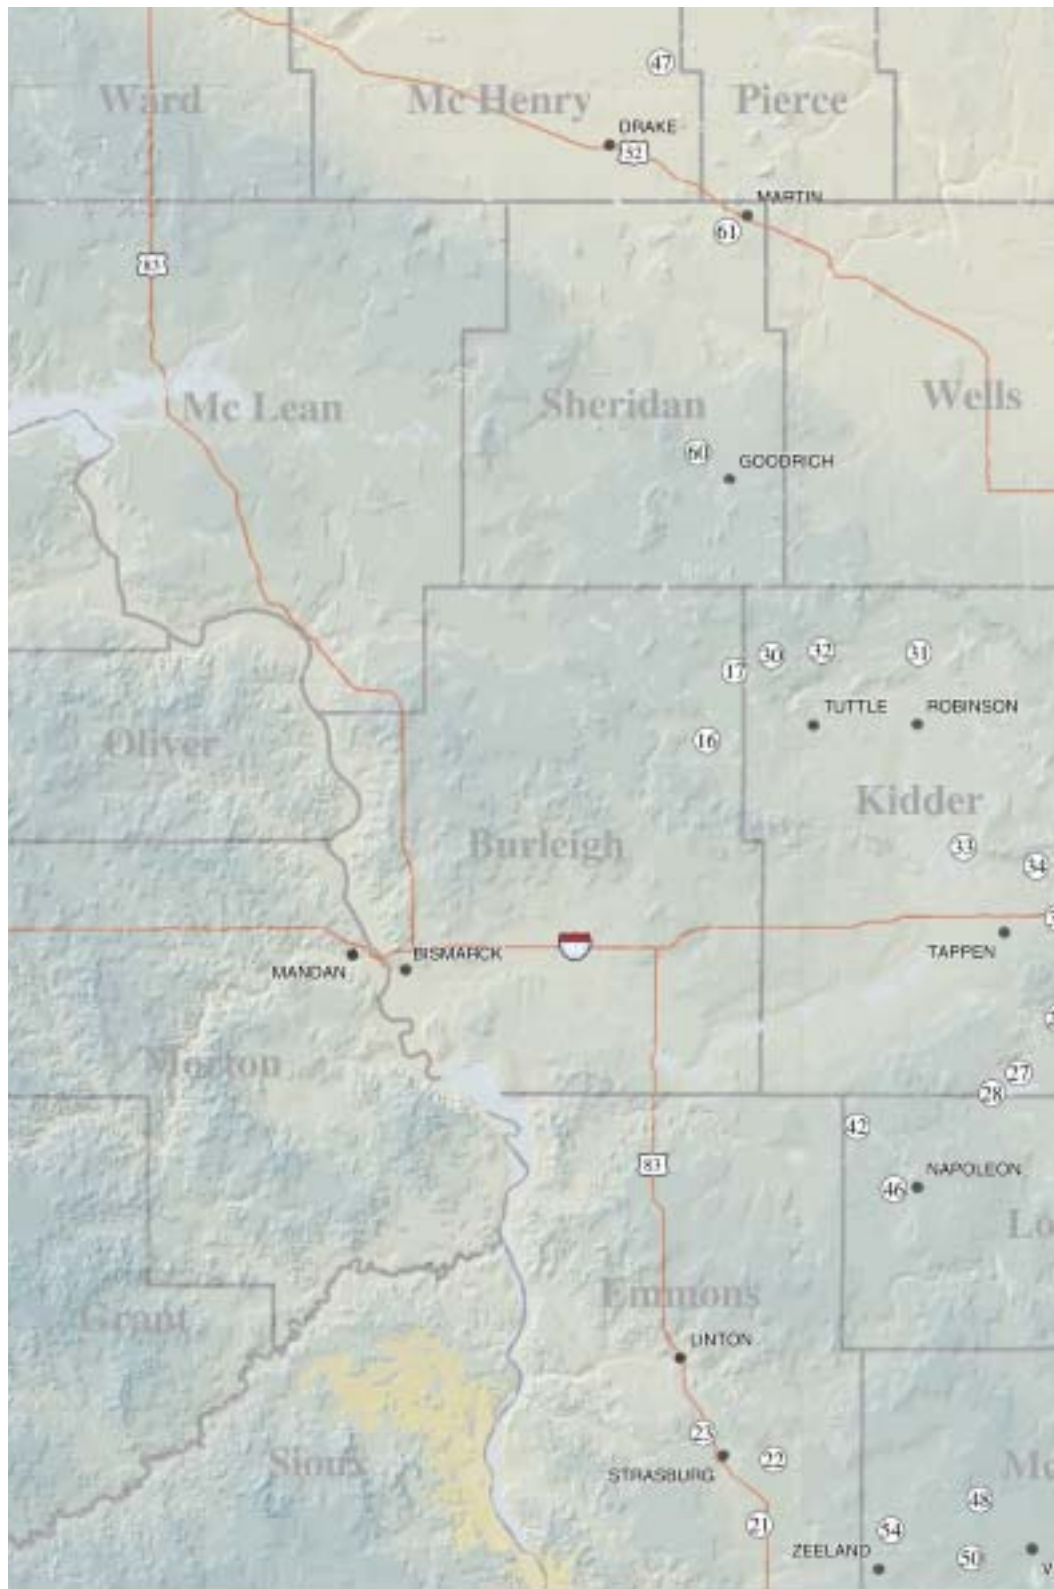 47
Ward
Mc Henry
Pierce
DRAKE
52
MARTIN
61
83
Mc Lean
Sheridan
Wells
60
GOODRICH
17
30
32
31
TUTTLE
ROBINSON
16
Oliver
Kidder
Burleigh
33
34
BISMARCK
MANDAN
TAPPEN
Morton
27
28
42
83
NAPOLEON
46
Lo
Emmons
Grant
LINTON
23
22
Sioux
STRASBURG
Mc
48
21
54
ZEELAND
50